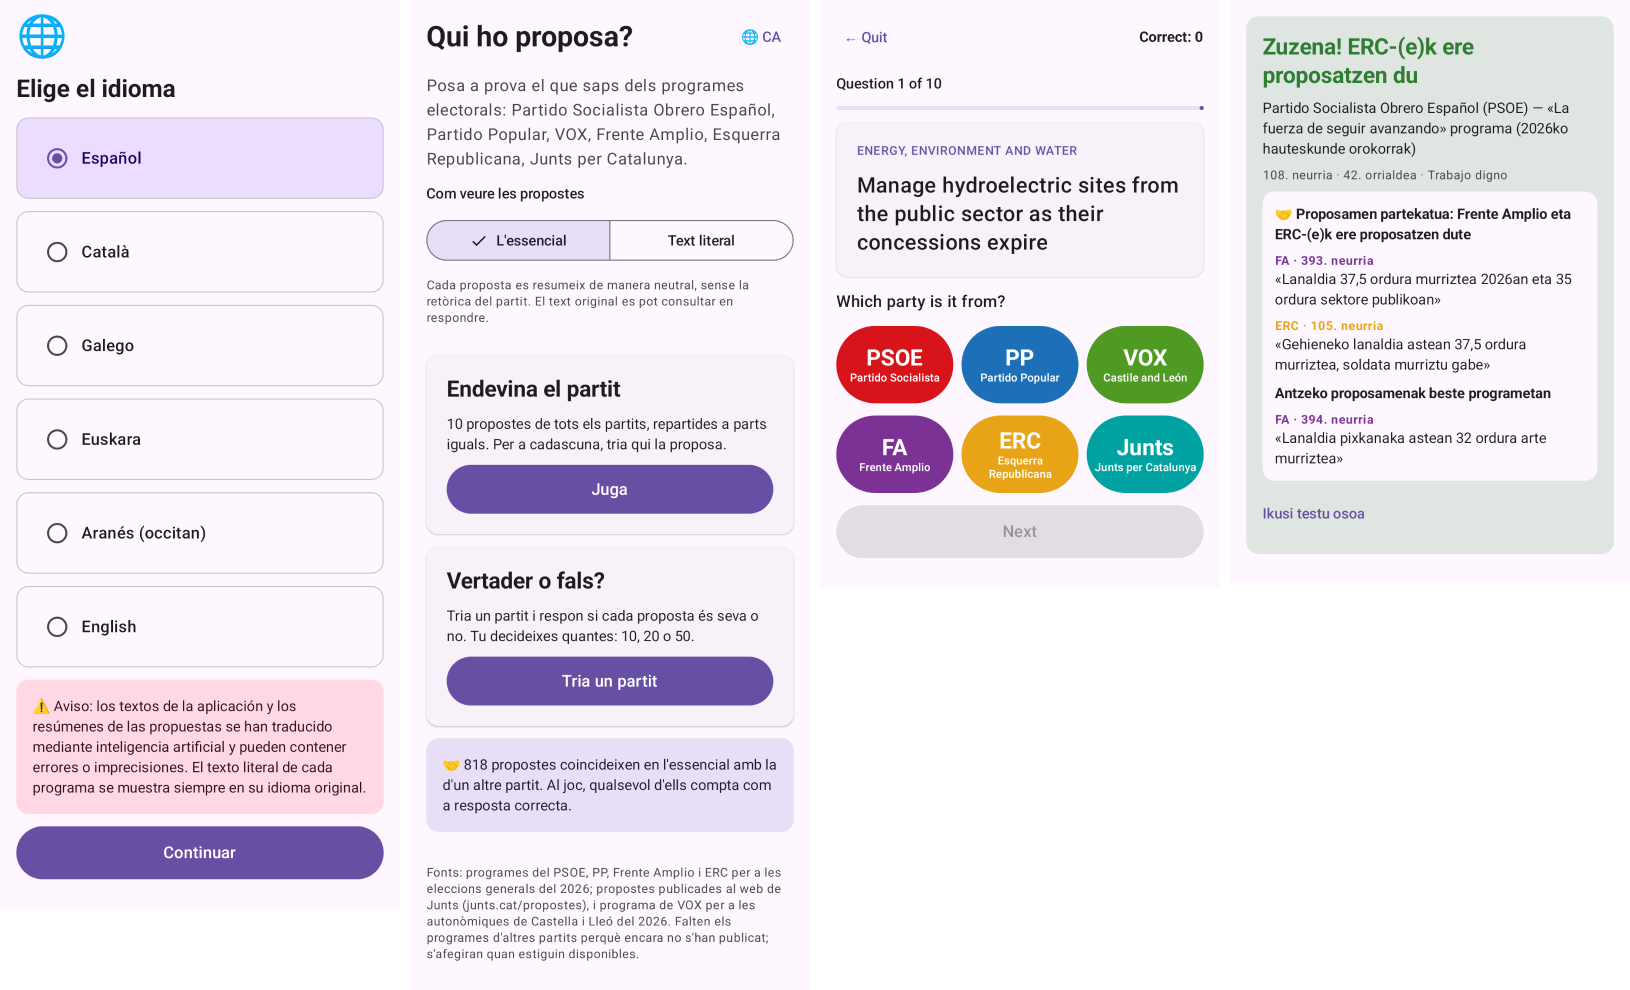 Elige el idioma
Español
Català
Galego
Euskara
Aranés (occitan)
English
⚠️ Aviso: los textos de la aplicación y los
resúmenes de las propuestas se han traducido
mediante inteligencia artificial y pueden contener
errores o imprecisiones. El texto literal de cada
programa se muestra siempre en su idioma original.
Continuar
Qui ho proposa?
🌐 CA
Posa a prova el que saps dels programes
electorals: Partido Socialista Obrero Español,
Partido Popular, VOX, Frente Amplio, Esquerra
Republicana, Junts per Catalunya.
Com veure les propostes
L'essencial
Text literal
Cada proposta es resumeix de manera neutral, sense la
retòrica del partit. El text original es pot consultar en
respondre.
Endevina el partit
10 propostes de tots els partits, repartides a parts
iguals. Per a cadascuna, tria qui la proposa.
Juga
Vertader o fals?
Tria un partit i respon si cada proposta és seva o
no. Tu decideixes quantes: 10, 20 o 50.
Tria un partit
🤝 818 propostes coincideixen en l'essencial amb la
d'un altre partit. Al joc, qualsevol d'ells compta com
a resposta correcta.
Fonts: programes del PSOE, PP, Frente Amplio i ERC per a les
eleccions generals del 2026; propostes publicades al web de
Junts (junts.cat/propostes), i programa de VOX per a les
autonòmiques de Castella i Lleó del 2026. Falten els
programes d'altres partits perquè encara no s'han publicat;
s'afegiran quan estiguin disponibles.
← Quit
Correct: 0
Question 1 of 10
ENERGY, ENVIRONMENT AND WATER
Manage hydroelectric sites from
the public sector as their
concessions expire
Which party is it from?
PSOE
Partido Socialista
PP
Partido Popular
VOX
Castile and León
FA
Frente Amplio
ERC
Esquerra
Republicana
Junts
Junts per Catalunya
Next
Zuzena! ERC-(e)k ere
proposatzen du
Partido Socialista Obrero Español (PSOE) — «La
fuerza de seguir avanzando» programa (2026ko
hauteskunde orokorrak)
108. neurria · 42. orrialdea · Trabajo digno
🤝 Proposamen partekatua: Frente Amplio eta
ERC-(e)k ere proposatzen dute
FA · 393. neurria
«Lanaldia 37,5 ordura murriztea 2026an eta 35
ordura sektore publikoan»
ERC · 105. neurria
«Gehieneko lanaldia astean 37,5 ordura
murriztea, soldata murriztu gabe»
Antzeko proposamenak beste programetan
FA · 394. neurria
«Lanaldia pixkanaka astean 32 ordura arte
murriztea»
Ikusi testu osoa